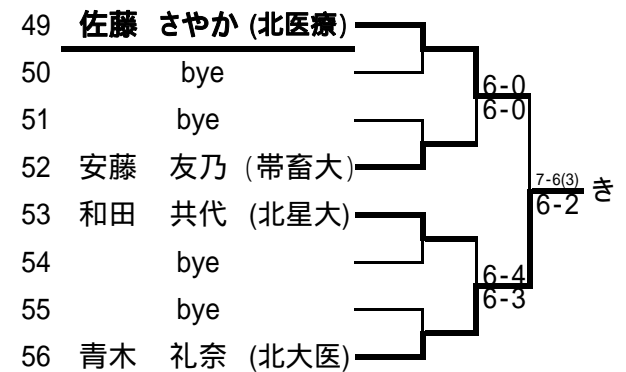 49 佐藤 さやか (北医療)
50 bye
6-0
6-0
51 bye
52 安藤 友乃 (帯畜大)
7-6(3)
6-2
き
53 和田 共代 (北星大)
54 bye
6-4
6-3
55 bye
56 青木 礼奈 (北大医)